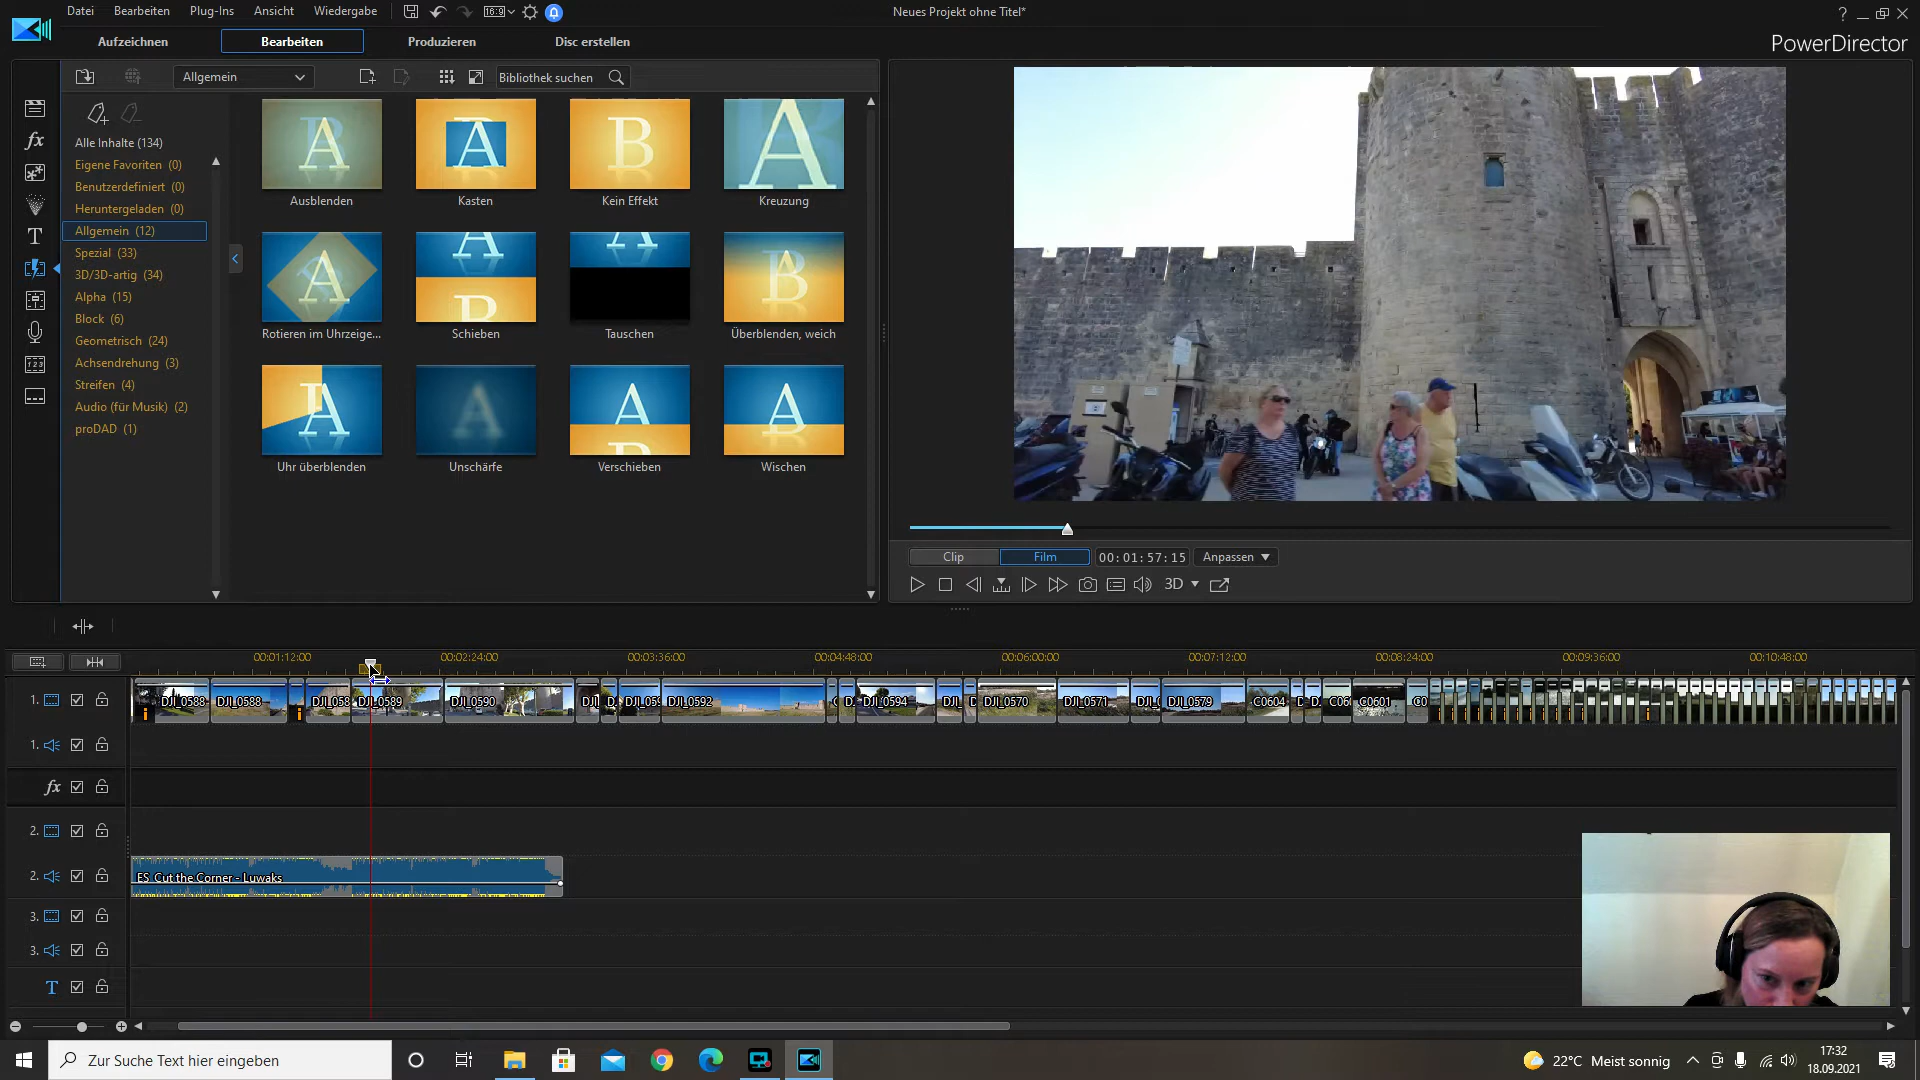 Datei Bearbeiten Plug-Ins Ansicht Wiedergabe 16:9 Neues Projekt ohne Titel* ?
Aufzeichnen Bearbeiten Produzieren Disc erstellen PowerDirector
Allgemein Bibliothek suchen
Alle Inhalte (134)
Eigene Favoriten (0)
Benutzerdefiniert (0)
Heruntergeladen (0)
Allgemein (12)
Spezial (33)
3D/3D-artig (34)
Alpha (15)
Block (6)
Geometrisch (24)
Achsendrehung (3)
Streifen (4)
Audio (für Musik) (2)
proDAD (1)
Ausblenden Kasten Kein Effekt Kreuzung
Rotieren im Uhrzeige... Schieben Tauschen Überblenden, weich
Uhr überblenden Unschärfe Verschieben Wischen
Clip Film 00:01:57:15 Anpassen
3D
00:01:12:00 00:02:24:00 00:03:36:00 00:04:48:00 00:06:00:00 00:07:12:00 00:08:24:00 00:09:36:00 00:10:48:00
1. DJI_0588 DJI_0588 DJI_058 DJI_0589 DJI_0590 DJI DJI_059 DJI_0592 DJI_0594 DJI DJI_0570 DJI_0571 DJI_0579 C0604 C0601 C0
1.
fx
2.
2. ES_Cut the Corner - Luwaks
3.
3.
T
Zur Suche Text hier eingeben 22°C Meist sonnig 17:32
18.09.2021